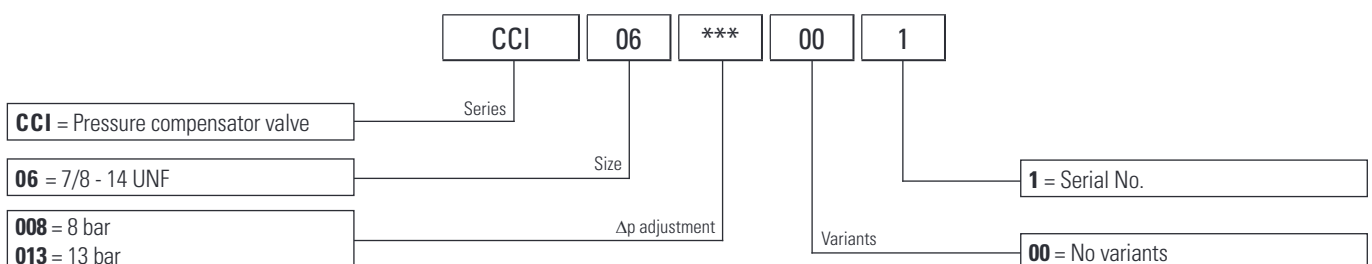 CCI 06 *** 00 1
Series
CCI = Pressure compensator valve
Size
06 = 7/8 - 14 UNF
1 = Serial No.
008 = 8 bar
Δp adjustment
Variants
013 = 13 bar
00 = No variants